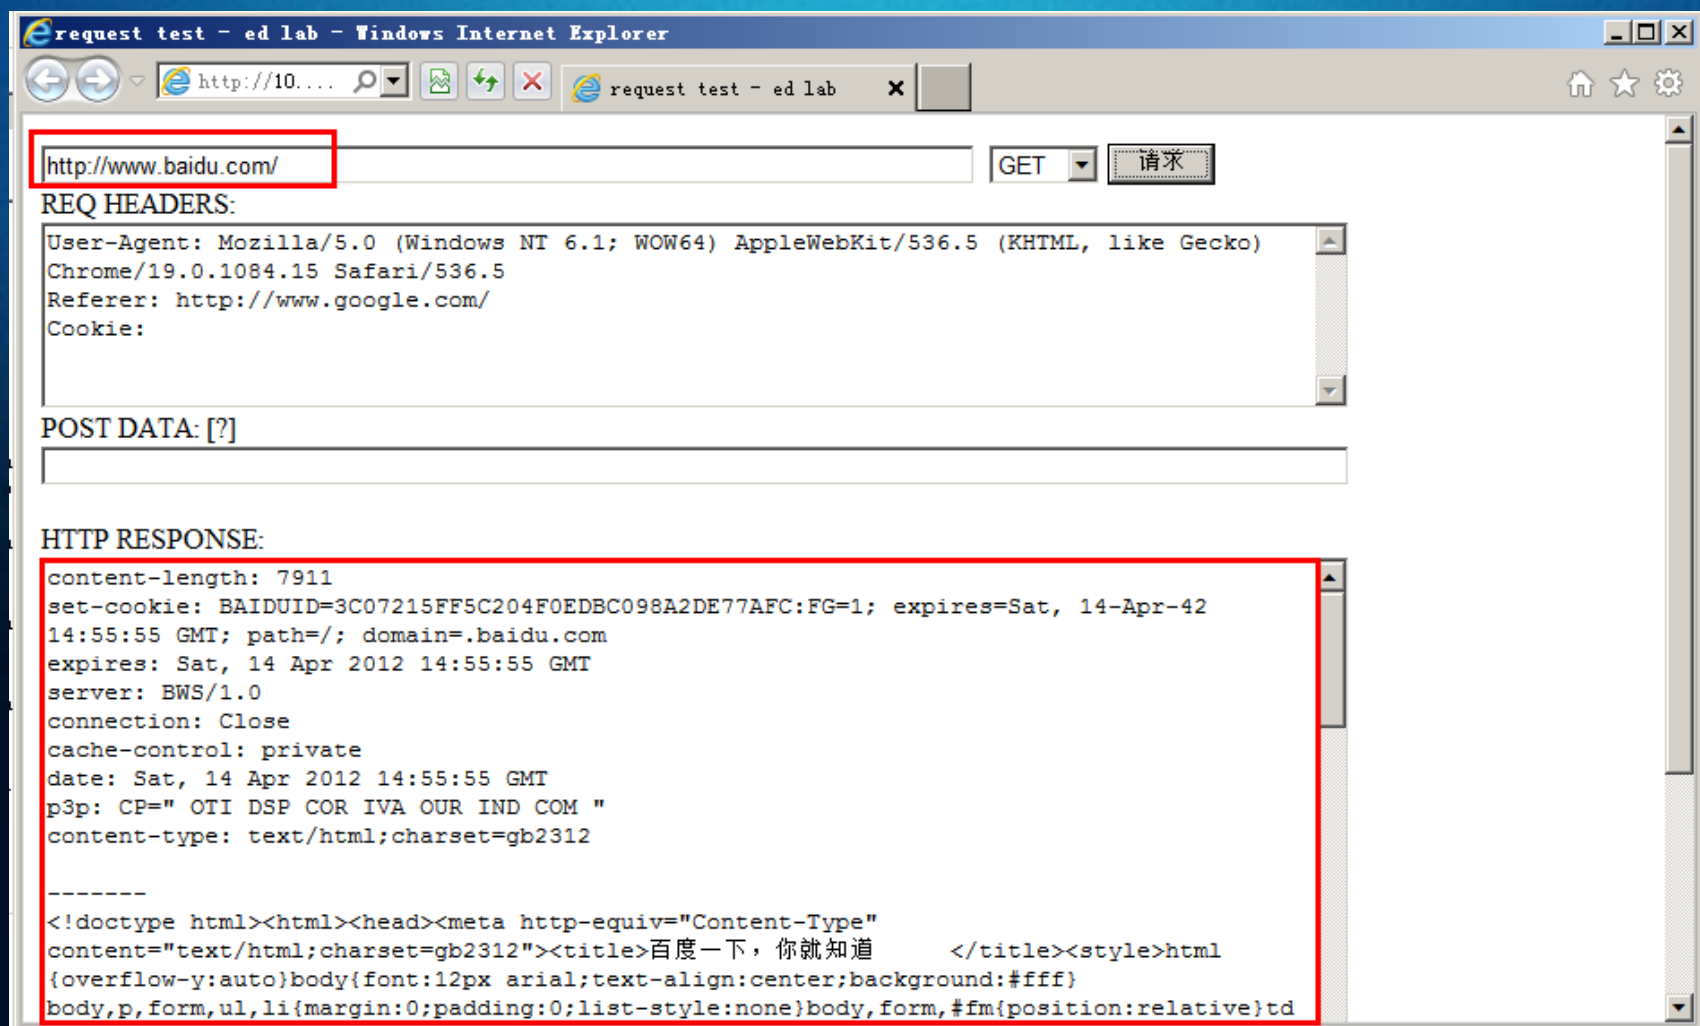 request test - ed lab - Windows Internet Explorer
http://10....
request test - ed lab
http://www.baidu.com/
GET
请求
REQ HEADERS:
User-Agent: Mozilla/5.0 (Windows NT 6.1; WOW64) AppleWebKit/536.5 (KHTML, like Gecko)
Chrome/19.0.1084.15 Safari/536.5
Referer: http://www.google.com/
Cookie:
POST DATA: [?]
HTTP RESPONSE:
content-length: 7911
set-cookie: BAIDUID=3C07215FF5C204F0EDBC098A2DE77AFC:FG=1; expires=Sat, 14-Apr-42
14:55:55 GMT; path=/; domain=.baidu.com
expires: Sat, 14 Apr 2012 14:55:55 GMT
server: BWS/1.0
connection: Close
cache-control: private
date: Sat, 14 Apr 2012 14:55:55 GMT
p3p: CP=" OTI DSP COR IVA OUR IND COM "
content-type: text/html;charset=gb2312
-------
<!doctype html><html><head><meta http-equiv="Content-Type"
content="text/html;charset=gb2312"><title>百度一下，你就知道      </title><style>html
{overflow-y:auto}body{font:12px arial;text-align:center;background:#fff}
body,p,form,ul,li{margin:0;padding:0;list-style:none}body,form,#fm{position:relative}td